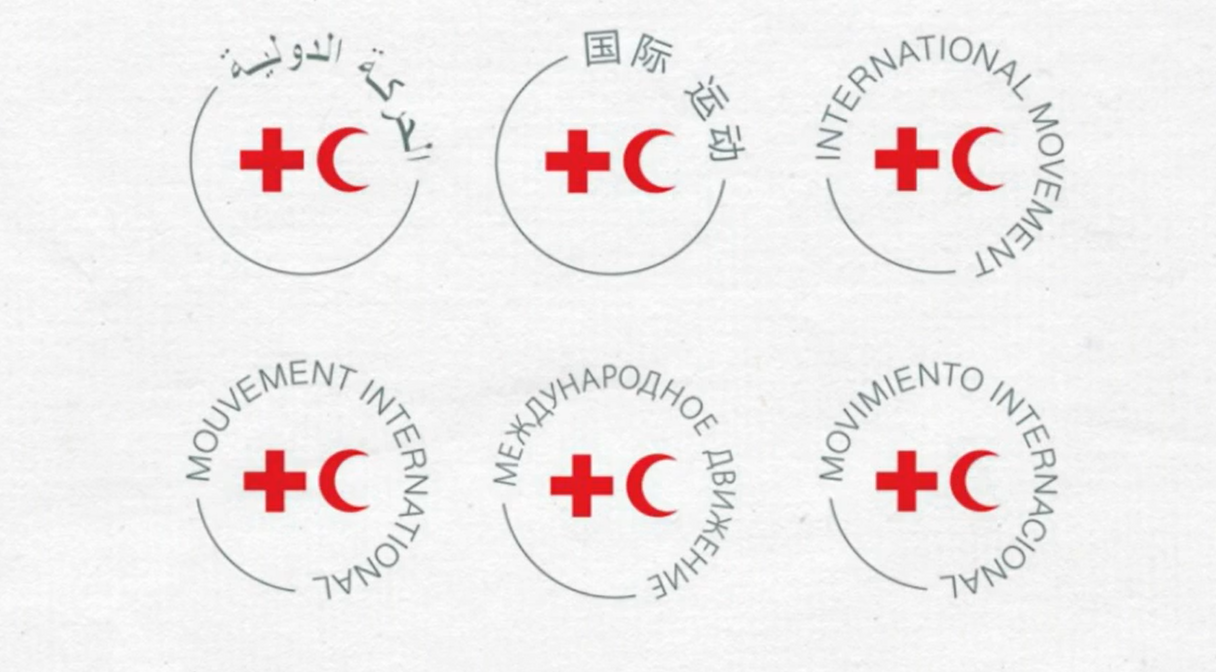 الحركة الدولية
国际 运动
INTERNATIONAL MOVEMENT
MOUVEMENT INTERNATIONAL
МЕЖДУНАРОДНОЕ ДВИЖЕНИЕ
MOVIMIENTO INTERNACIONAL